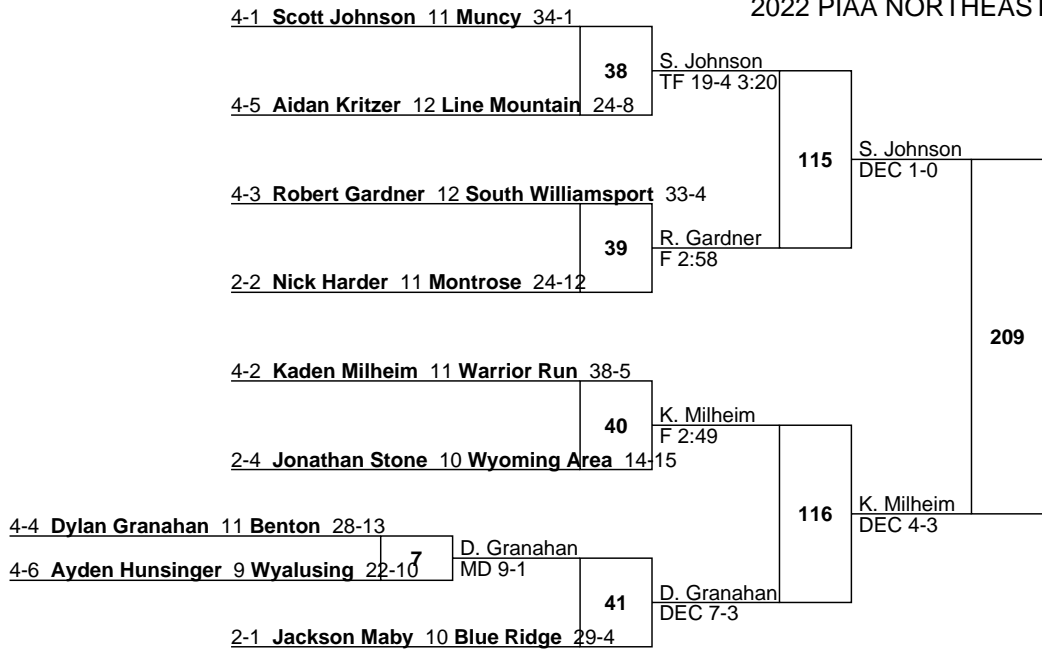 2022 PIAA NORTHEAST
4-1 Scott Johnson 11 Muncy 34-1
38
S. Johnson
TF 19-4 3:20
4-5 Aidan Kritzer 12 Line Mountain 24-8
115
S. Johnson
DEC 1-0
4-3 Robert Gardner 12 South Williamsport 33-4
39
R. Gardner
F 2:58
2-2 Nick Harder 11 Montrose 24-12
209
4-2 Kaden Milheim 11 Warrior Run 38-5
40
K. Milheim
F 2:49
2-4 Jonathan Stone 10 Wyoming Area 14-15
116
K. Milheim
DEC 4-3
4-4 Dylan Granahan 11 Benton 28-13
7
D. Granahan
MD 9-1
4-6 Ayden Hunsinger 9 Wyalusing 22-10
41
D. Granahan
DEC 7-3
2-1 Jackson Maby 10 Blue Ridge 29-4